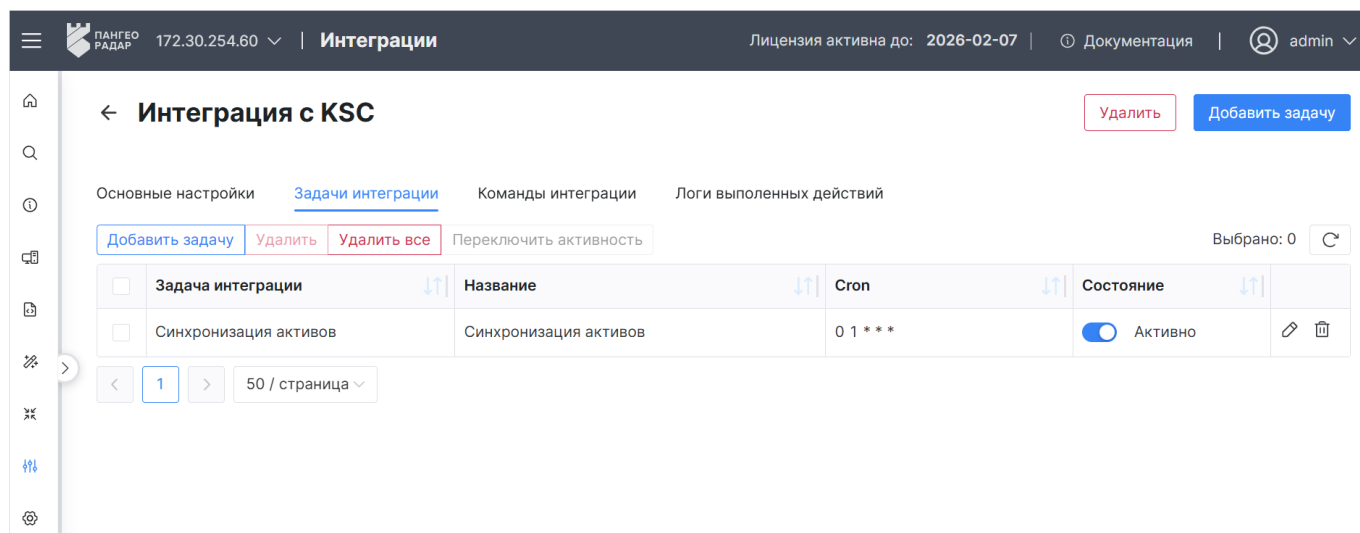 ПАНГЕО
РАДАР
172.30.254.60 | Интеграции Лицензия активна до: 2026-02-07 | Документация | admin
Интеграция с KSC Удалить Добавить задачу
Основные настройки Задачи интеграции Команды интеграции Логи выполенных действий
Добавить задачу Удалить Удалить все Переключить активность Выбрано: 0
Задача интеграции Название Cron Состояние
Синхронизация активов Синхронизация активов 0 1 * * * Активно
1 50 / страница